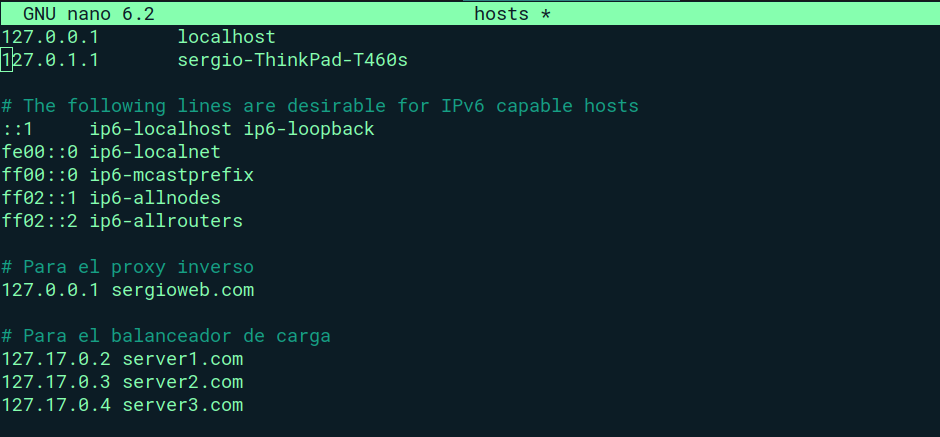 GNU nano 6.2 hosts *
127.0.0.1 localhost
127.0.1.1 sergio-ThinkPad-T460s
# The following lines are desirable for IPv6 capable hosts
::1 ip6-localhost ip6-loopback
fe00::0 ip6-localnet
ff00::0 ip6-mcastprefix
ff02::1 ip6-allnodes
ff02::2 ip6-allrouters
# Para el proxy inverso
127.0.0.1 sergioweb.com
# Para el balanceador de carga
127.17.0.2 server1.com
127.17.0.3 server2.com
127.17.0.4 server3.com